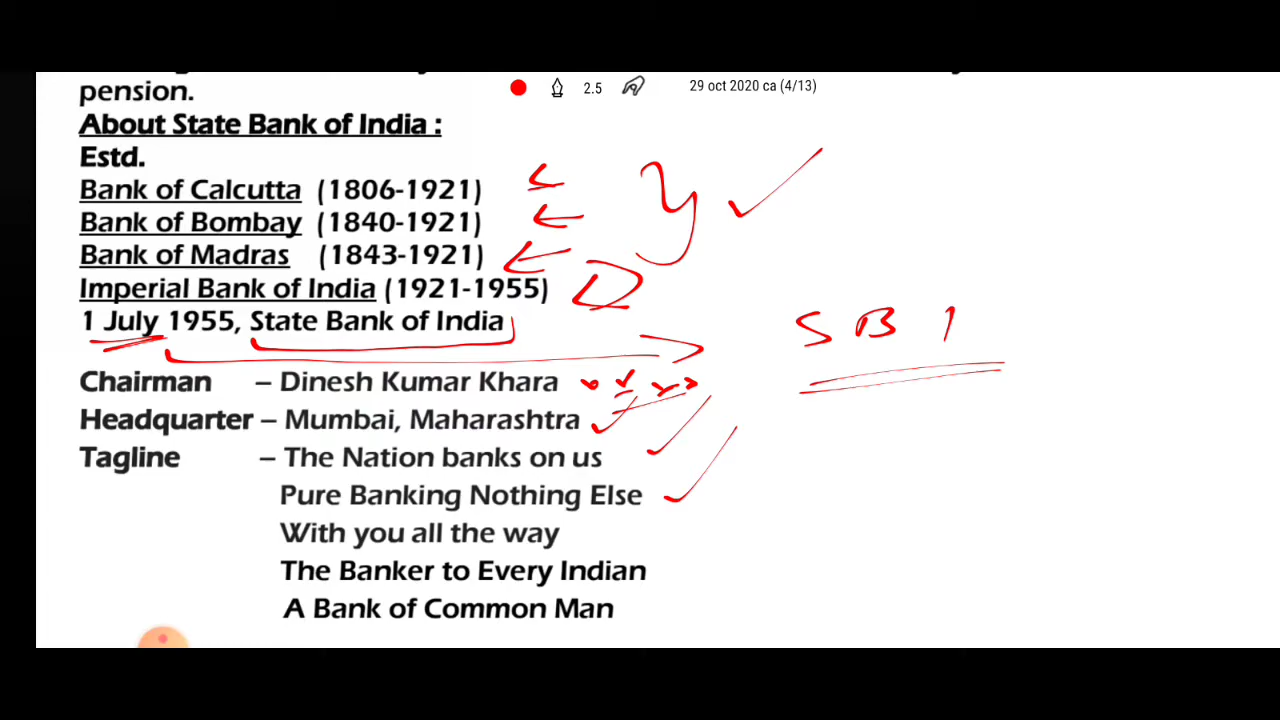 pension.
2.5
29 oct 2020 ca (4/13)
About State Bank of India :
Estd.
Bank of Calcutta (1806-1921)
Bank of Bombay (1840-1921)
Bank of Madras (1843-1921)
Imperial Bank of India (1921-1955)
1 July 1955, State Bank of India
SBI
Chairman – Dinesh Kumar Khara
Headquarter – Mumbai, Maharashtra
Tagline – The Nation banks on us
Pure Banking Nothing Else
With you all the way
The Banker to Every Indian
A Bank of Common Man